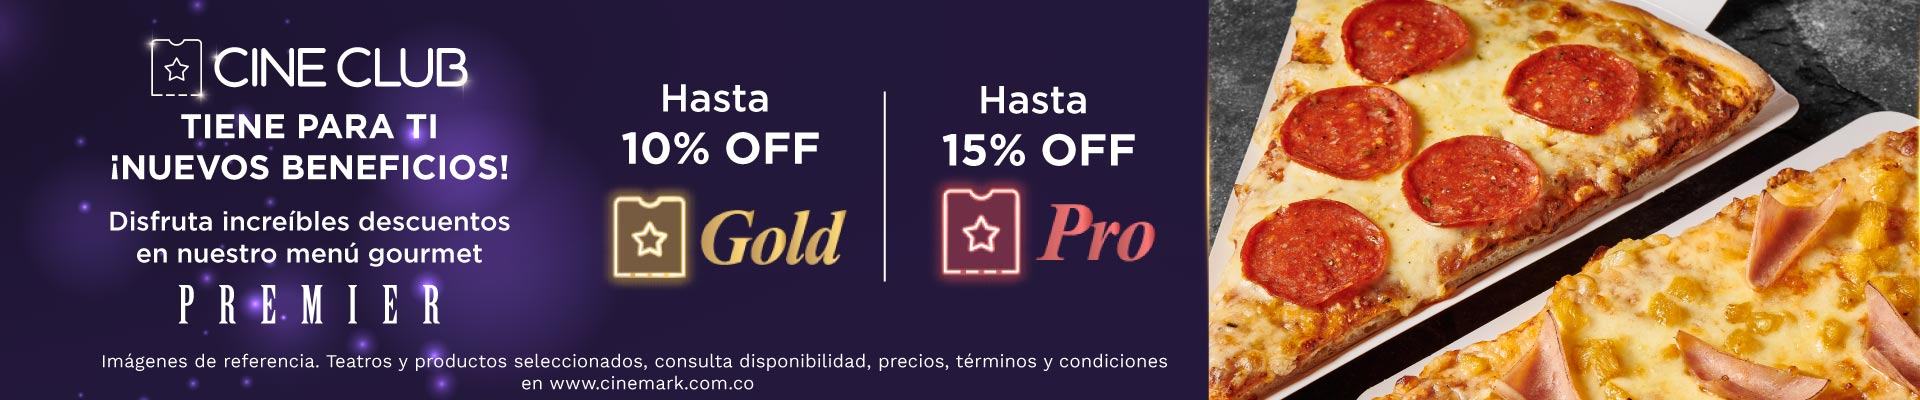 CINE CLUB
TIENE PARA TI
¡NUEVOS BENEFICIOS!
Disfruta increíbles descuentos
en nuestro menú gourmet
PREMIER
Hasta
10% OFF
Gold
Hasta
15% OFF
Pro
Imágenes de referencia. Teatros y productos seleccionados, consulta disponibilidad, precios, términos y condiciones
en www.cinemark.com.co